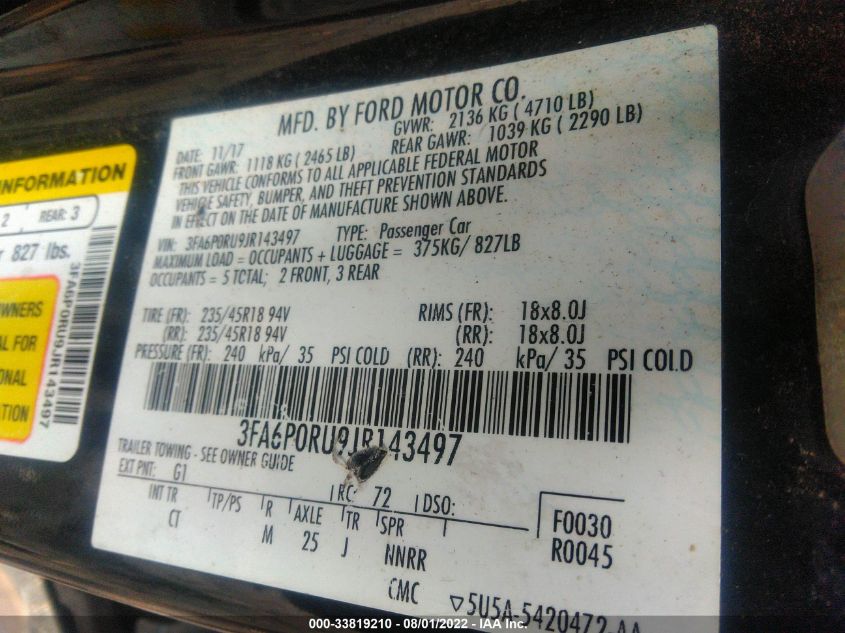 MFD. BY FORD MOTOR CO.
DATE: 11/17
GVWR: 2136 KG ( 4710 LB)
FRONT GAWR: 1118 KG ( 2465 LB)
REAR GAWR: 1039 KG ( 2290 LB)
THIS VEHICLE CONFORMS TO ALL APPLICABLE FEDERAL MOTOR
VEHICLE SAFETY, BUMPER, AND THEFT PREVENTION STANDARDS
IN EFFECT ON THE DATE OF MANUFACTURE SHOWN ABOVE.
VIN: 3FA6P0RU9JR143497 TYPE: Passenger Car
MAXIMUM LOAD = OCCUPANTS + LUGGAGE = 375KG/ 827LB
OCCUPANTS = 5 TOTAL; 2 FRONT, 3 REAR
TIRE (FR): 235/45R18 94V RIMS (FR): 18x8.0J
(RR): 235/45R18 94V (RR): 18x8.0J
PRESSURE (FR): 240 kPa/ 35 PSI COLD (RR): 240 kPa/ 35 PSI COLD
3FA6P0RU9JR143497
TRAILER TOWING - SEE OWNER GUIDE
EXT PNT: G1 RC: 72 DSO:
INT TR TP/PS R AXLE TR SPR
CT M 25 J NNRR
CMC
F0030
R0045
5U5A-5420472-AA
INFORMATION
2 REAR: 3
827 lbs.
OWNERS
AL FOR
ONAL
3FA6P0RU9JR143497
000-33819210 - 08/01/2022 - IAA Inc.